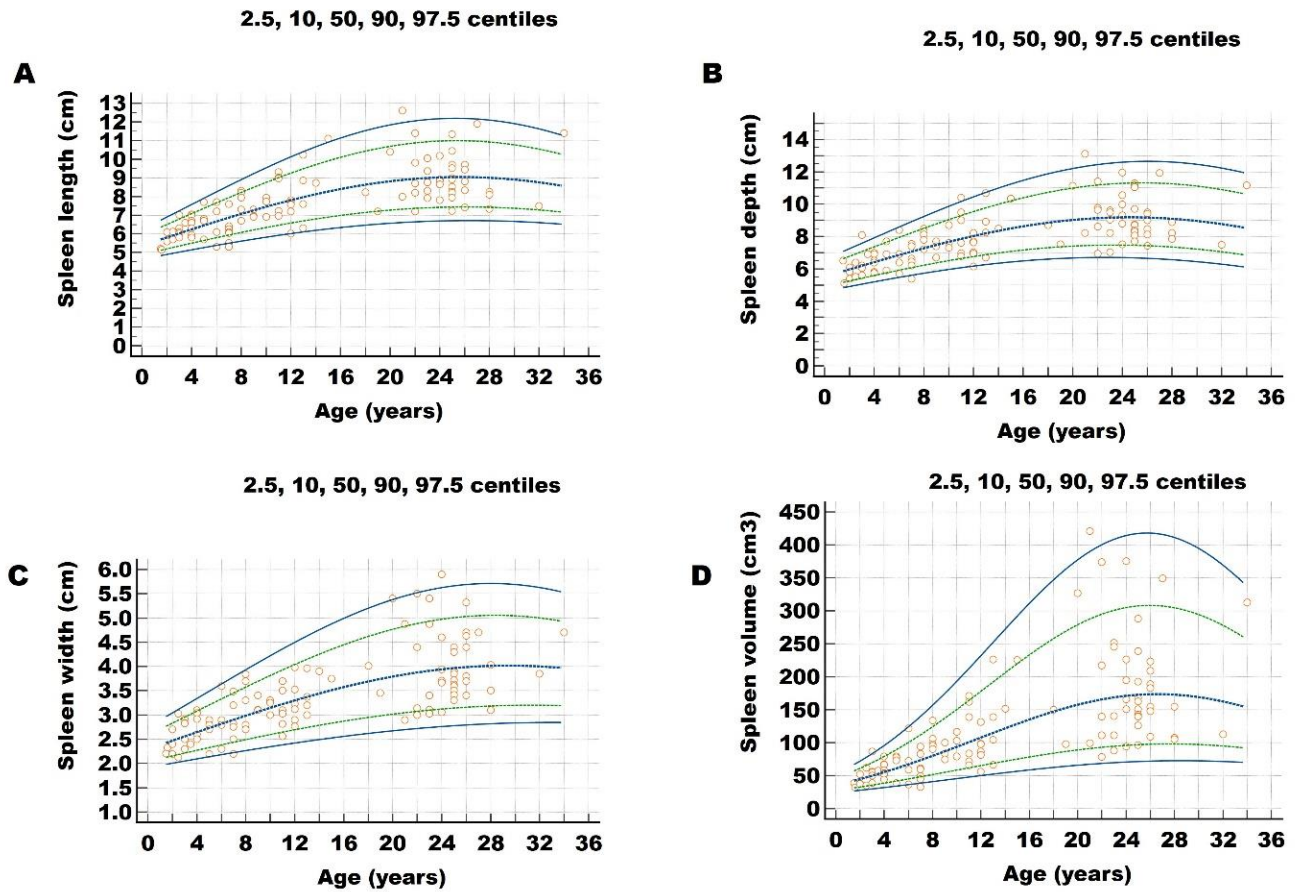 2.5, 10, 50, 90, 97.5 centiles
A
Spleen length (cm)
13
12
11
10
9
8
7
6
5
4
3
2
1
0
0 4 8 12 16 20 24 28 32 36
Age (years)
2.5, 10, 50, 90, 97.5 centiles
B
Spleen depth (cm)
14
12
10
8
6
4
2
0
0 4 8 12 16 20 24 28 32 36
Age (years)
2.5, 10, 50, 90, 97.5 centiles
C
Spleen width (cm)
6.0
5.5
5.0
4.5
4.0
3.5
3.0
2.5
2.0
1.5
1.0
0 4 8 12 16 20 24 28 32 36
Age (years)
2.5, 10, 50, 90, 97.5 centiles
D
Spleen volume (cm3)
450
400
350
300
250
200
150
100
50
0
0 4 8 12 16 20 24 28 32 36
Age (years)